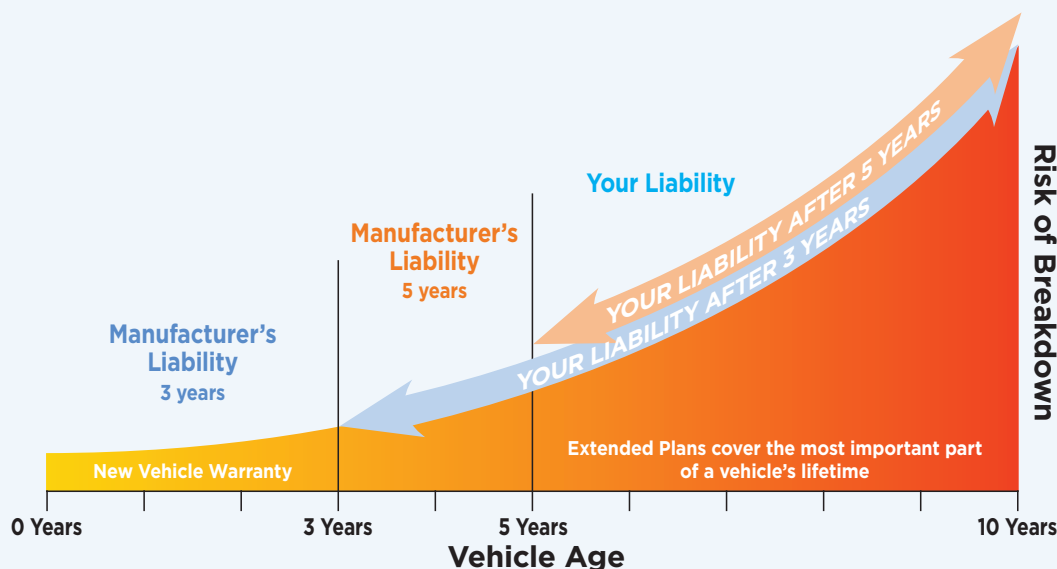 Your Liability
Manufacturer's
Liability
5 years
Manufacturer's
Liability
3 years
YOUR LIABILITY AFTER 5 YEARS
YOUR LIABILITY AFTER 3 YEARS
New Vehicle Warranty
Extended Plans cover the most important part
of a vehicle's lifetime
Risk of Breakdown
0 Years
3 Years
5 Years
10 Years
Vehicle Age